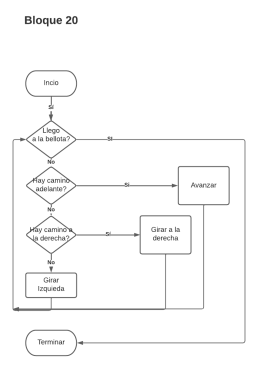 Bloque 20
Incio
SI
Llego
a la bellota?
SI
No
Hay camino
adelante?
Si
Avanzar
No
Hay camino a
la derecha?
SI
Girar a la
derecha
No
Girar
Izquieda
Terminar